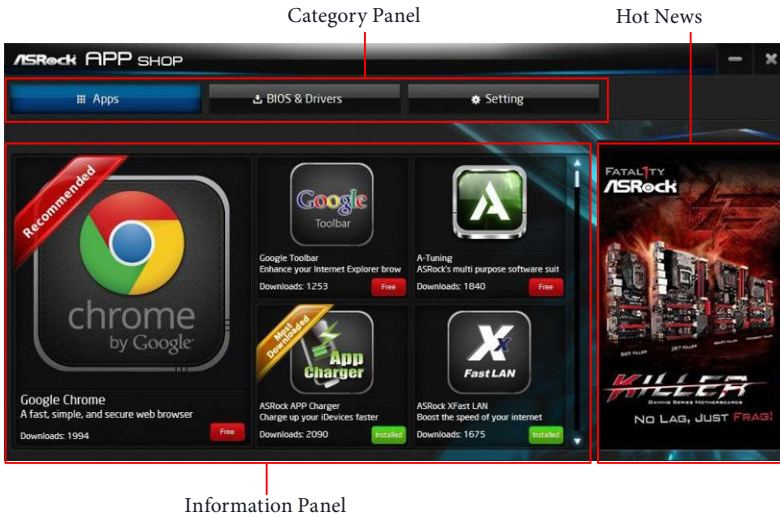 Category Panel
Hot News
ASRock APP SHOP
Apps
BIOS & Drivers
Setting
Recommended
chrome
by Google
Google Chrome
A fast, simple, and secure web browser
Downloads: 1994
Free
Google
Toolbar
Google Toolbar
Enhance your Internet Explorer brow
Downloads: 1253
Free
A-Tuning
ASRock's multi purpose software suit
Downloads: 1840
Free
Most
Downloaded
App
Charger
ASRock APP Charger
Charge up your iDevices faster
Downloads: 2090
Installed
X
Fast LAN
ASRock XFast LAN
Boost the speed of your internet
Downloads: 1675
Installed
FATAL1TY
ASRock
KILLER
GAMING SERIES MOTHERBOARDS
NO LAG, JUST FRAG!
Information Panel